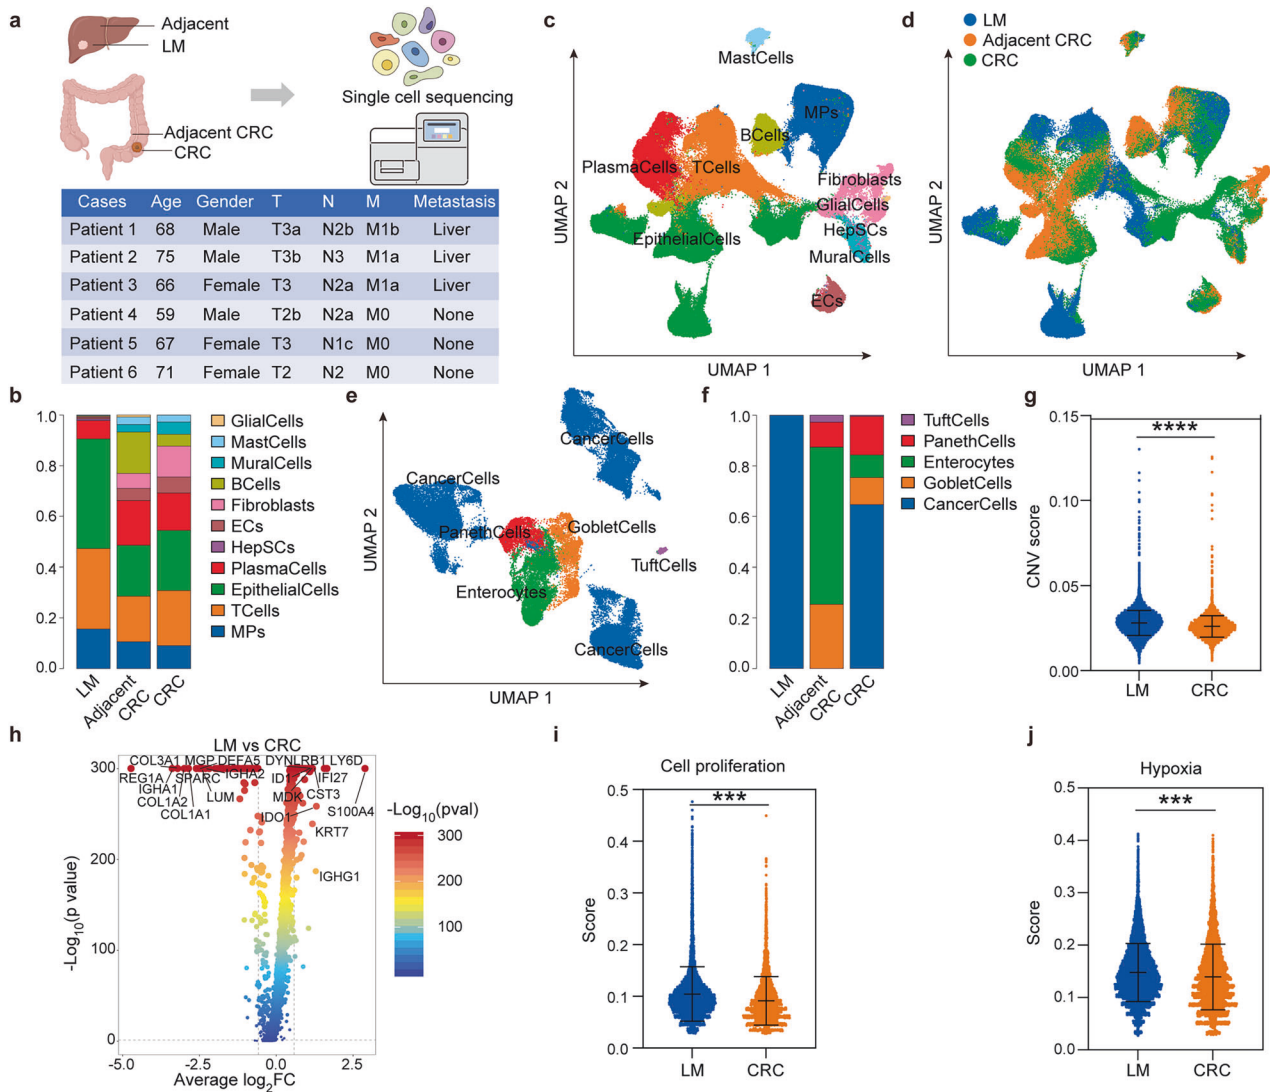 a
Adjacent
LM
Adjacent CRC
CRC
Single cell sequencing
Cases Age Gender T N M Metastasis
Patient 1 68 Male T3a N2b M1b Liver
Patient 2 75 Male T3b N3 M1a Liver
Patient 3 66 Female T3 N2a M1a Liver
Patient 4 59 Male T2b N2a M0 None
Patient 5 67 Female T3 N1c M0 None
Patient 6 71 Female T2 N2 M0 None
c
MastCells
MPs
BCells
PlasmaCells
TCells
Fibroblasts
GlialCells
HepSCs
EpithelialCells
MuralCells
ECs
UMAP 2
UMAP 1
d
LM
Adjacent CRC
CRC
UMAP 2
UMAP 1
b
1.0
0.8
0.6
0.4
0.2
0.0
LM
Adjacent
CRC
CRC
GlialCells
MastCells
MuralCells
BCells
Fibroblasts
ECs
HepSCs
PlasmaCells
EpithelialCells
TCells
MPs
e
CancerCells
CancerCells
PanethCells
GobletCells
TuftCells
Enterocytes
CancerCells
UMAP 2
UMAP 1
f
1.0
0.8
0.6
0.4
0.2
0.0
LM
Adjacent
CRC
CRC
TuftCells
PanethCells
Enterocytes
GobletCells
CancerCells
g
0.15
0.10
0.05
0.00
CNV score
****
LM CRC
h
LM vs CRC
COL3A1 MGP DEFA5 DYNLRB1 LY6D
REG1A SPARC IGHA2 ID1 IFI27
IGHA1 MDK CST3
COL1A2 LUM
COL1A1 IDO1 S100A4
KRT7
IGHG1
300
200
100
0
-Log10(p value)
-5.0 -2.5 0.0 2.5
Average log2FC
-Log10(pval)
300
200
100
i
Cell proliferation
***
0.5
0.4
0.3
0.2
0.1
0.0
Score
LM CRC
j
Hypoxia
***
0.5
0.4
0.3
0.2
0.1
0.0
Score
LM CRC